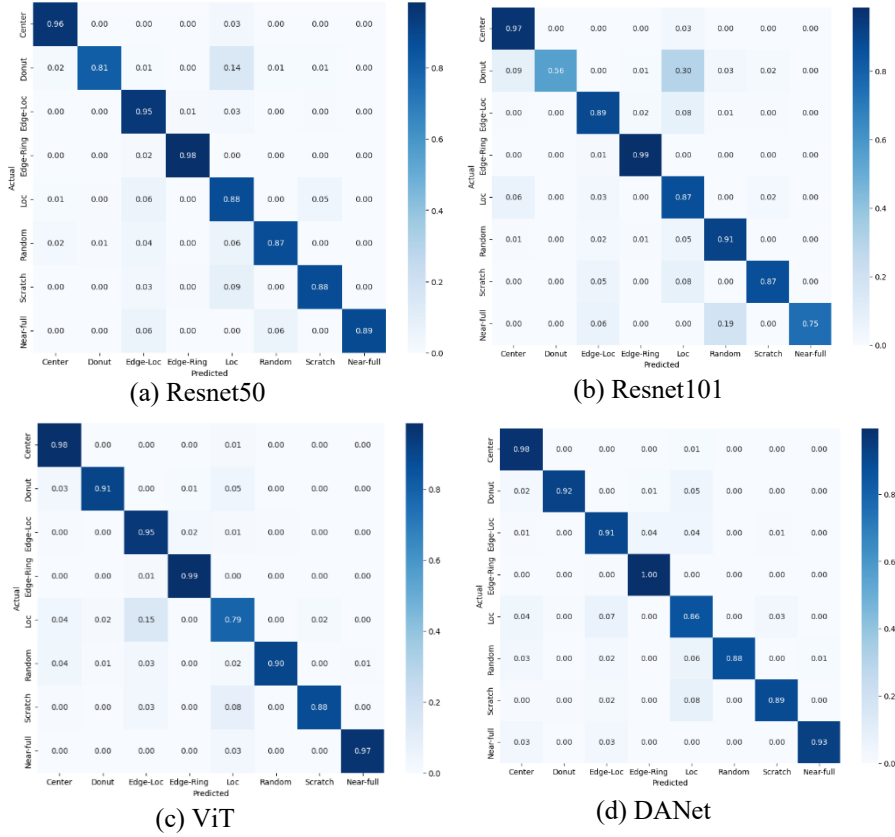 Center 0.96 0.00 0.00 0.00 0.03 0.00 0.00 0.00
Donut 0.02 0.81 0.01 0.00 0.14 0.01 0.01 0.00
Edge-Loc 0.00 0.00 0.95 0.01 0.03 0.00 0.00 0.00
Edge-Ring 0.00 0.00 0.02 0.98 0.00 0.00 0.00 0.00
Loc 0.01 0.00 0.06 0.00 0.88 0.00 0.05 0.00
Random 0.02 0.01 0.04 0.00 0.06 0.87 0.00 0.00
Scratch 0.00 0.00 0.03 0.00 0.09 0.00 0.88 0.00
Near-full 0.00 0.00 0.06 0.00 0.00 0.06 0.00 0.89
Actual
Center Donut Edge-Loc Edge-Ring Loc Random Scratch Near-full
Predicted
0.8
0.6
0.4
0.2
0.0
(a) Resnet50
Center 0.97 0.00 0.00 0.00 0.03 0.00 0.00 0.00
Donut 0.09 0.56 0.00 0.01 0.30 0.03 0.02 0.00
Edge-Loc 0.00 0.00 0.89 0.02 0.08 0.01 0.00 0.00
Edge-Ring 0.00 0.00 0.01 0.99 0.00 0.00 0.00 0.00
Loc 0.06 0.00 0.03 0.00 0.87 0.00 0.02 0.00
Random 0.01 0.00 0.02 0.01 0.05 0.91 0.00 0.00
Scratch 0.00 0.00 0.05 0.00 0.08 0.00 0.87 0.00
Near-full 0.00 0.00 0.06 0.00 0.00 0.19 0.00 0.75
Actual
Center Donut Edge-Loc Edge-Ring Loc Random Scratch Near-full
Predicted
0.8
0.6
0.4
0.2
0.0
(b) Resnet101
Center 0.98 0.00 0.00 0.00 0.01 0.00 0.00 0.00
Donut 0.03 0.91 0.00 0.01 0.05 0.00 0.00 0.00
Edge-Loc 0.00 0.00 0.95 0.02 0.01 0.00 0.00 0.00
Edge-Ring 0.00 0.00 0.01 0.99 0.00 0.00 0.00 0.00
Loc 0.04 0.02 0.15 0.00 0.79 0.00 0.02 0.00
Random 0.04 0.01 0.03 0.00 0.02 0.90 0.00 0.01
Scratch 0.00 0.00 0.03 0.00 0.08 0.00 0.88 0.00
Near-full 0.00 0.00 0.00 0.00 0.03 0.00 0.00 0.97
Actual
Center Donut Edge-Loc Edge-Ring Loc Random Scratch Near-full
Predicted
0.8
0.6
0.4
0.2
0.0
(c) ViT
Center 0.98 0.00 0.00 0.00 0.01 0.00 0.00 0.00
Donut 0.02 0.92 0.00 0.01 0.05 0.00 0.00 0.00
Edge-Loc 0.01 0.00 0.91 0.04 0.04 0.01 0.00 0.00
Edge-Ring 0.00 0.00 0.00 1.00 0.00 0.00 0.00 0.00
Loc 0.04 0.00 0.07 0.00 0.86 0.00 0.03 0.00
Random 0.03 0.00 0.02 0.00 0.06 0.88 0.00 0.01
Scratch 0.00 0.00 0.02 0.00 0.08 0.00 0.89 0.00
Near-full 0.03 0.00 0.03 0.00 0.00 0.00 0.00 0.93
Actual
Center Donut Edge-Loc Edge-Ring Loc Random Scratch Near-full
Predicted
0.8
0.6
0.4
0.2
0.0
(d) DANet